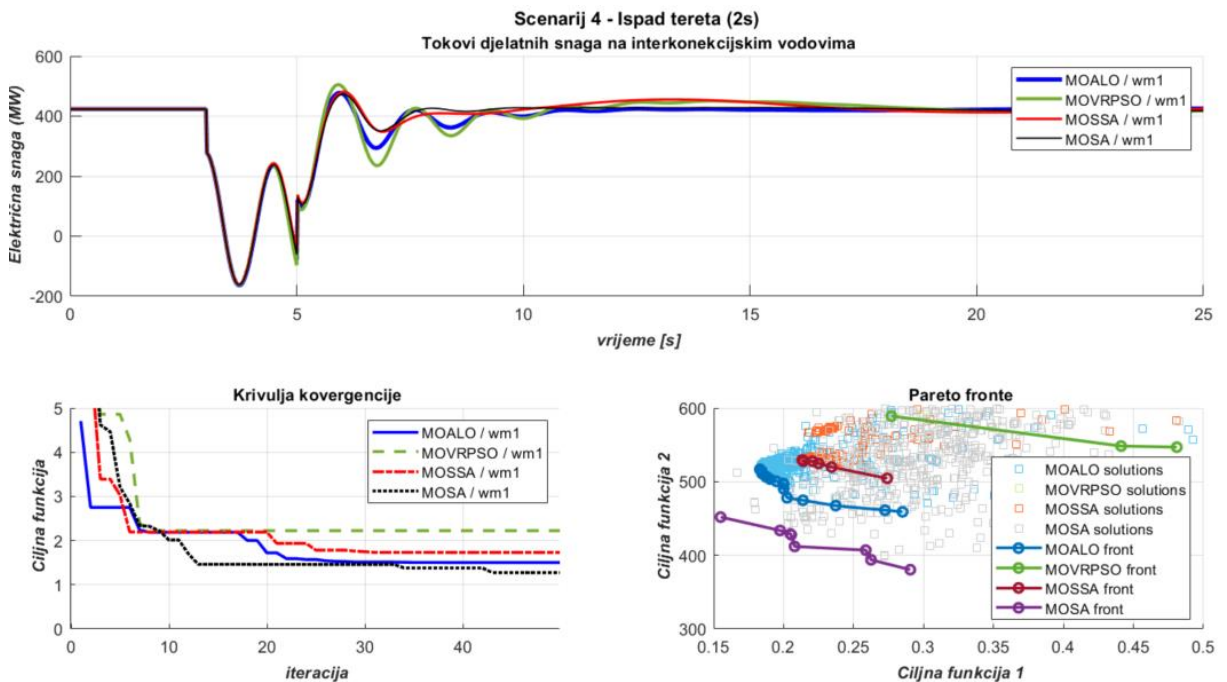 Scenarij 4 - Ispad tereta (2s)
Tokovi djelatnih snaga na interkonekcijskim vodovima
Električna snaga (MW)
600
400
200
0
-200
0
5
10
15
20
25
vrijeme [s]
MOALO / wm1
MOVRPSO / wm1
MOSSA / wm1
MOSA / wm1
Krivulja kovergencije
Ciljna funkcija
5
4
3
2
1
0
0
10
20
30
40
iteracija
MOALO / wm1
MOVRPSO / wm1
MOSSA / wm1
MOSA / wm1
Pareto fronte
Ciljna funkcija 2
600
500
400
300
0.15
0.2
0.25
0.3
0.35
0.4
0.45
0.5
Ciljna funkcija 1
MOALO solutions
MOVRPSO solutions
MOSSA solutions
MOSA solutions
MOALO front
MOVRPSO front
MOSSA front
MOSA front